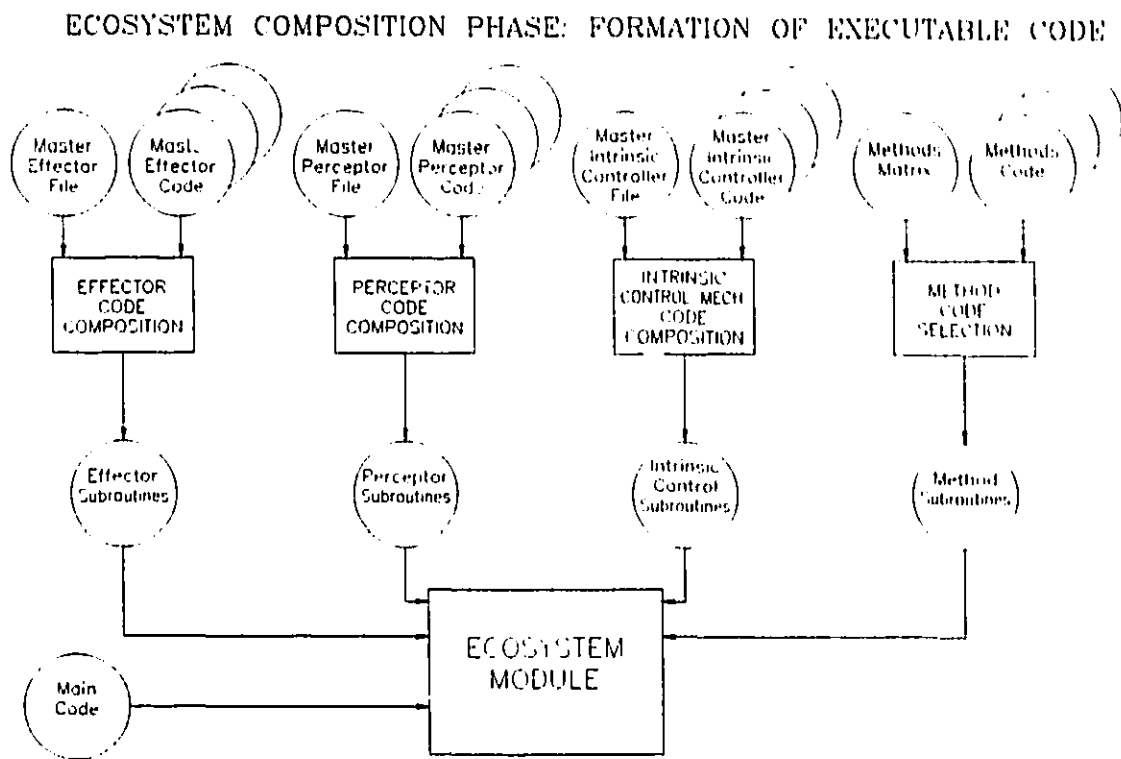 ECOSYSTEM COMPOSITION PHASE: FORMATION OF EXECUTABLE CODE
Master
Effector
File
Maste
Effector
Code
Master
Perceptor
File
Master
Perceptor
Code
Master
Intrinsic
Controller
File
Master
Intrinsic
Controller
Code
Methods
Matrix
Methods
Code
EFFECTOR
CODE
COMPOSITION
PERCEPTOR
CODE
COMPOSITION
INTRINSIC
CONTROL MECH
CODE
COMPOSITION
METHOD
CODE
SELECTION
Effector
Subroutines
Perceptor
Subroutines
Intrinsic
Control
Subroutines
Method
Subroutines
ECOSYSTEM
MODULE
Main
Code